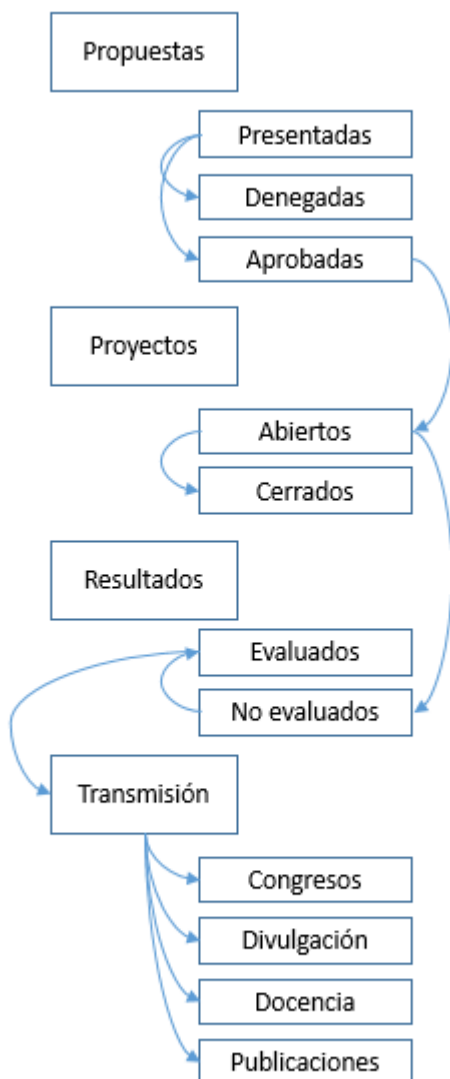 Propuestas
Presentadas
Denegadas
Aprobadas
Proyectos
Abiertos
Cerrados
Resultados
Evaluados
No evaluados
Transmisión
Congresos
Divulgación
Docencia
Publicaciones